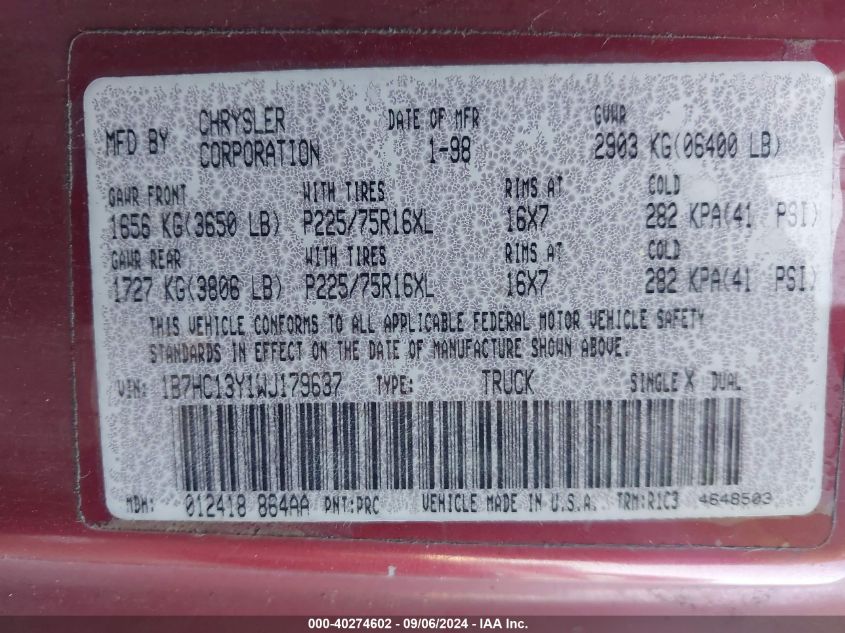 MFD BY CHRYSLER CORPORATION DATE OF MFR 1-98 GVWR 2903 KG(06400 LB)
GAWR FRONT WITH TIRES RIMS AT COLD
1656 KG(3650 LB) P225/75R16XL 16X7 282 KPA(41 PSI)
GAWR REAR WITH TIRES RIMS AT COLD
1727 KG(3806 LB) P225/75R16XL 16X7 282 KPA(41 PSI)
THIS VEHICLE CONFORMS TO ALL APPLICABLE FEDERAL MOTOR VEHICLE SAFETY
STANDARDS IN EFFECT ON THE DATE OF MANUFACTURE SHOWN ABOVE.
VIN: 1B7HC13Y1WJ179637 TYPE: TRUCK SINGLE X DUAL
MDH: 012418 864AA PNT:PRC VEHICLE MADE IN U.S.A. TRM:R1C3 4648503
000-40274602 - 09/06/2024 - IAAI Inc.